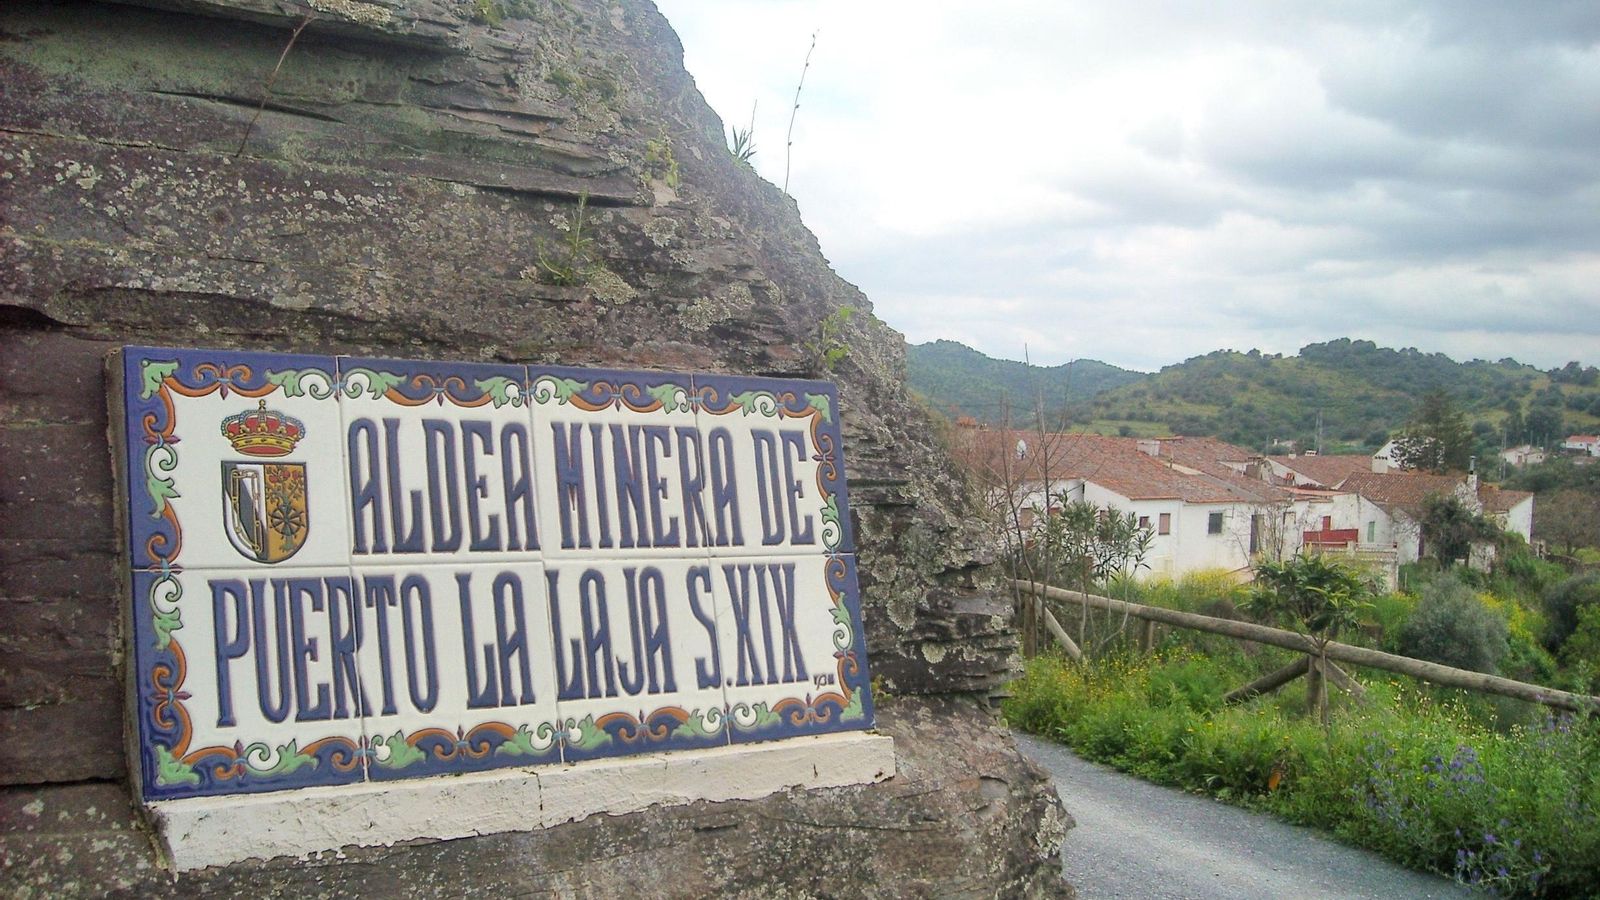 ALDEA MINERA DE
PUERTO LA LAJA S.XIX